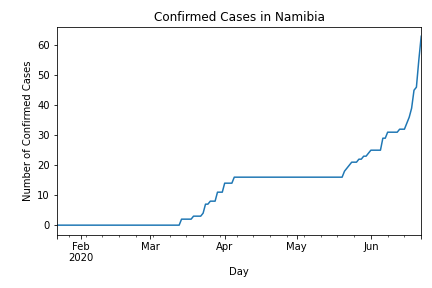 Confirmed Cases in Namibia
Number of Confirmed Cases
60
50
40
30
20
10
0
Feb Mar Apr May Jun
2020
Day